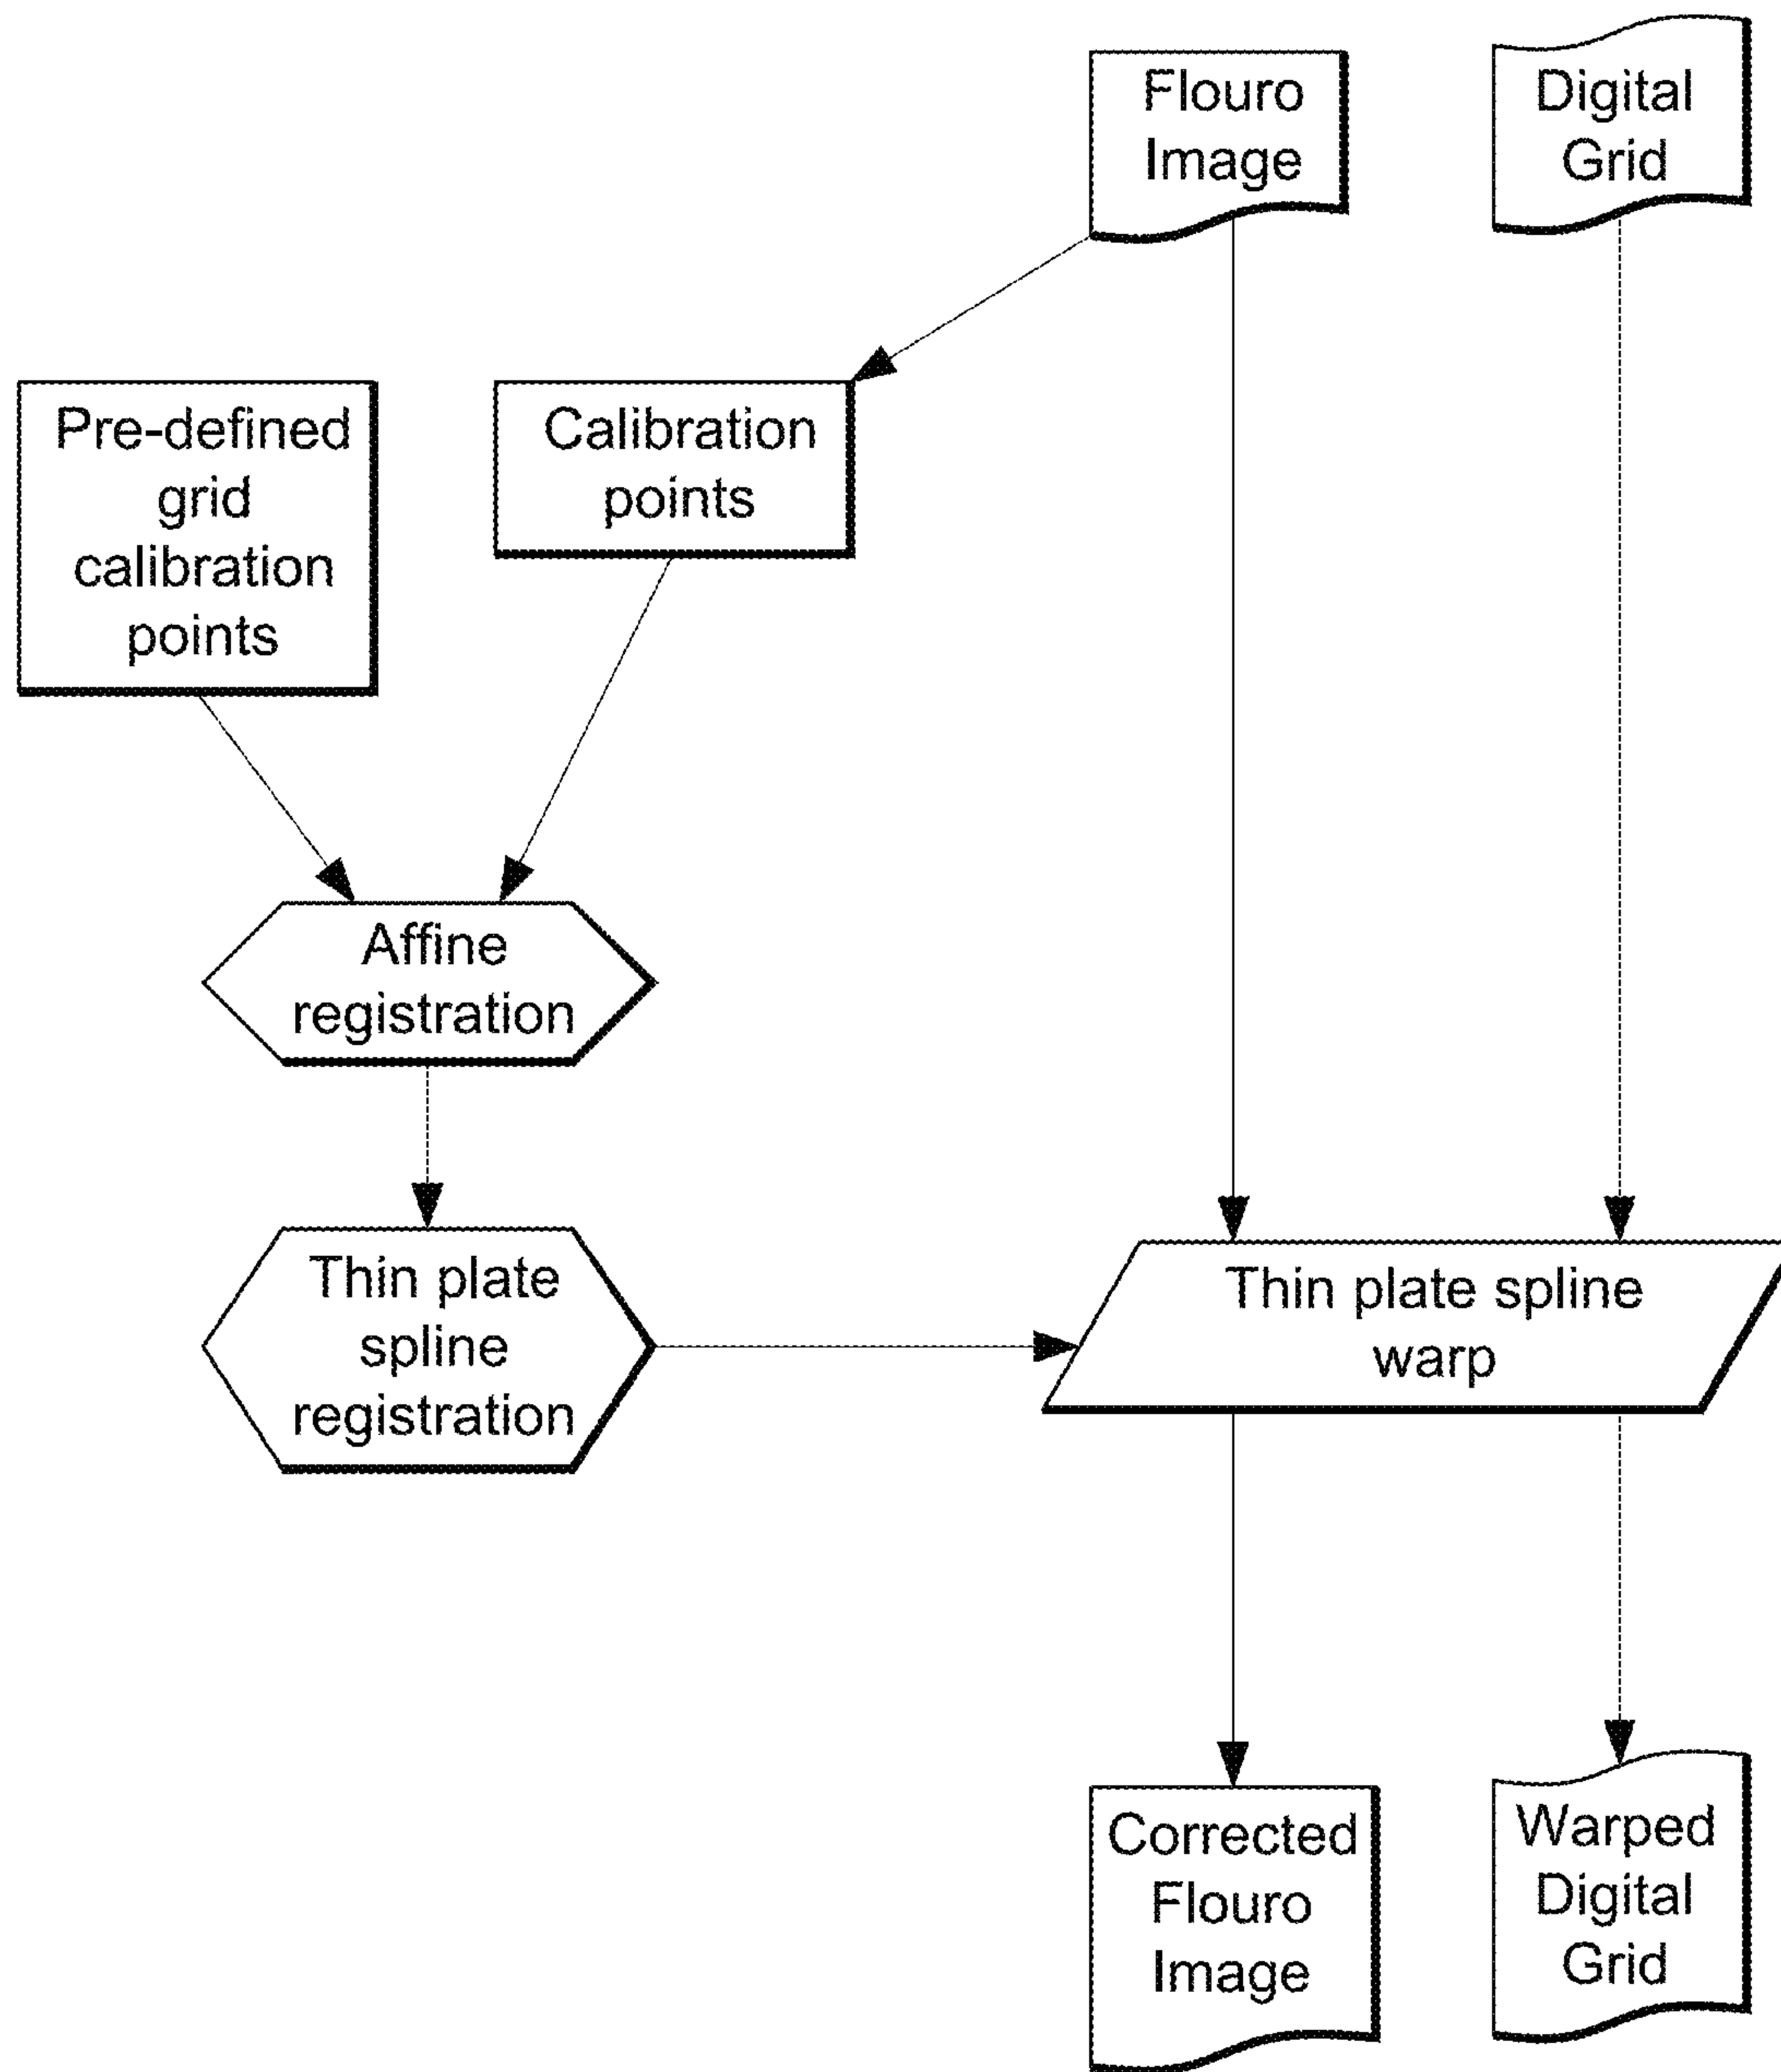 Flouro
Image
Digital
Grid
Pre-defined
grid
calibration
points
Calibration
points
Affine
registration
Thin plate
spline
registration
Thin plate spline
warp
Corrected
Flouro
Image
Warped
Digital
Grid